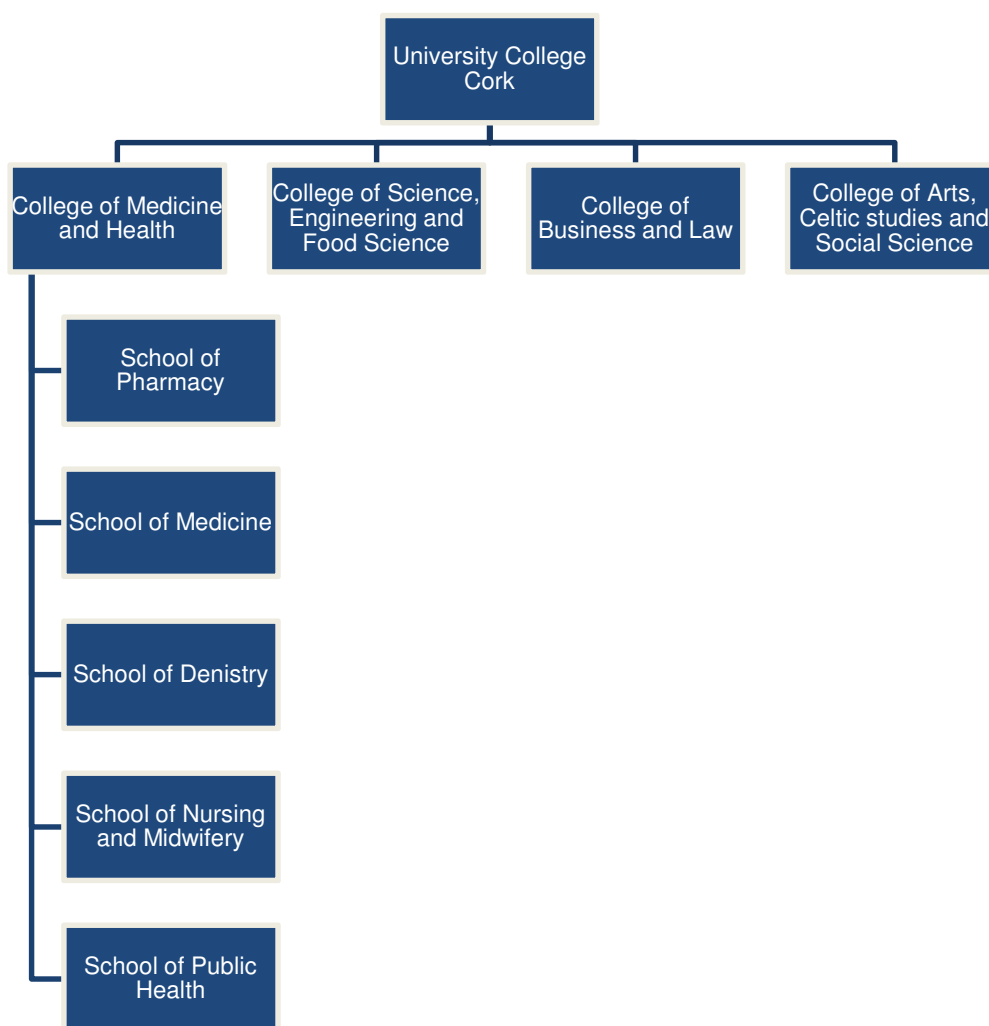 University College
Cork
College of Medicine
and Health
College of Science,
Engineering and
Food Science
College of
Business and Law
College of Arts,
Celtic studies and
Social Science
School of
Pharmacy
School of Medicine
School of Denistry
School of Nursing
and Midwifery
School of Public
Health